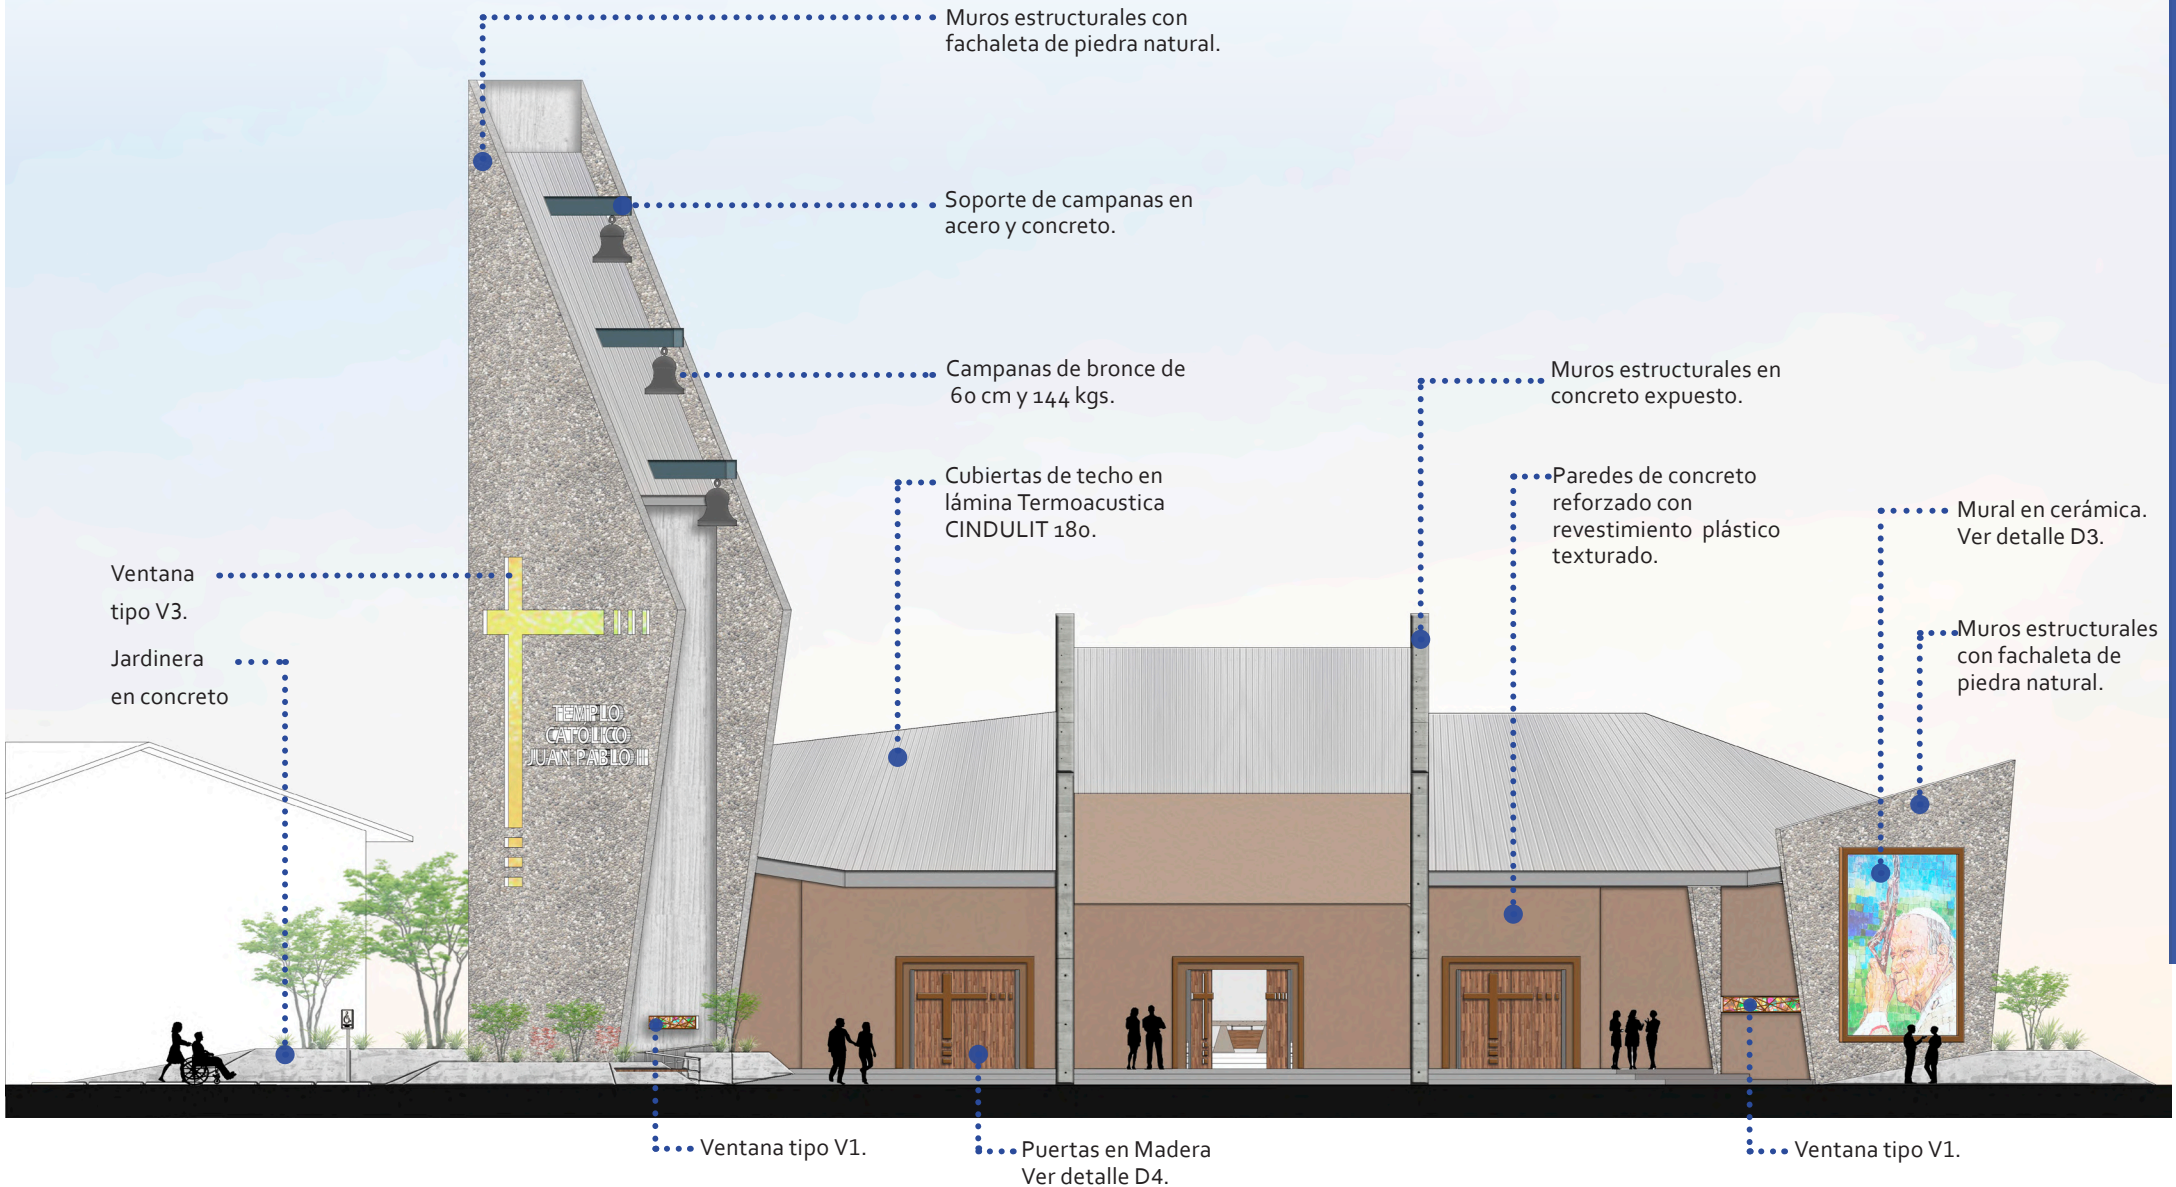 Muros estructurales con
fachaleta de piedra natural.
Soporte de campanas en
acero y concreto.
Campanas de bronce de
60 cm y 144 kgs.
Muros estructurales en
concreto expuesto.
Cubiertas de techo en
lámina Termoacustica
CINDULIT 180.
Paredes de concreto
reforzado con
revestimiento plástico
texturado.
Mural en cerámica.
Ver detalle D3.
Ventana
tipo V3.
Muros estructurales
con fachaleta de
piedra natural.
Jardinera
en concreto
TEMPLO
CATOLICO
JUAN PABLO II
Ventana tipo V1.
Puertas en Madera
Ver detalle D4.
Ventana tipo V1.